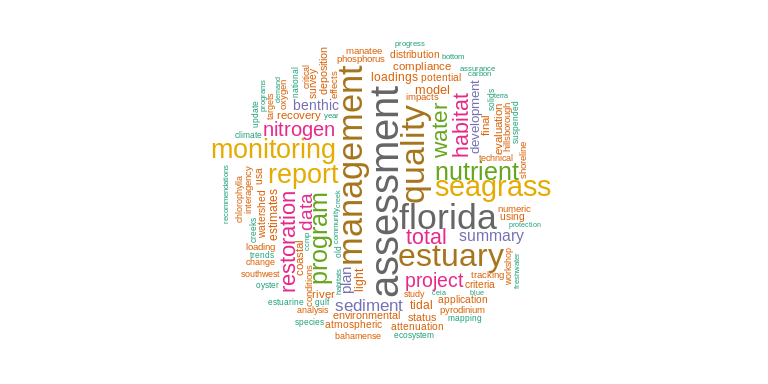 progress
manatee
distribution
bottom
phosphorus
compliance
assurance
carbon
loadings
potential
critical
survey
deposition
effects
national
demand
oxygen
programs
targets
model
impacts
benthic
recovery
year
update
climate
nitrogen
monitoring
management
assessment
quality
water
habitat
development
solids
terra
suspended
hillsborough
evaluation
final
technical
shoreline
nutrient
seagrass
report
recommendations
chlorophylla
interagency
usa
watershed
estimates
creeks
loading
trends
change
southwest
oyster
estuarine
restoration
data
coastal
ccmp
program
community
creek
old
habitats
plan
light
conditions
river
gulf
analysis
species
florida
numeric
using
protection
total
summary
estuary
workshop
freshwater
project
tracking
criteria
study
ceia
blue
sediment
tidal
application
pyrodinium
environmental
status
mapping
atmospheric
attenuation
bahamense
ecosystem